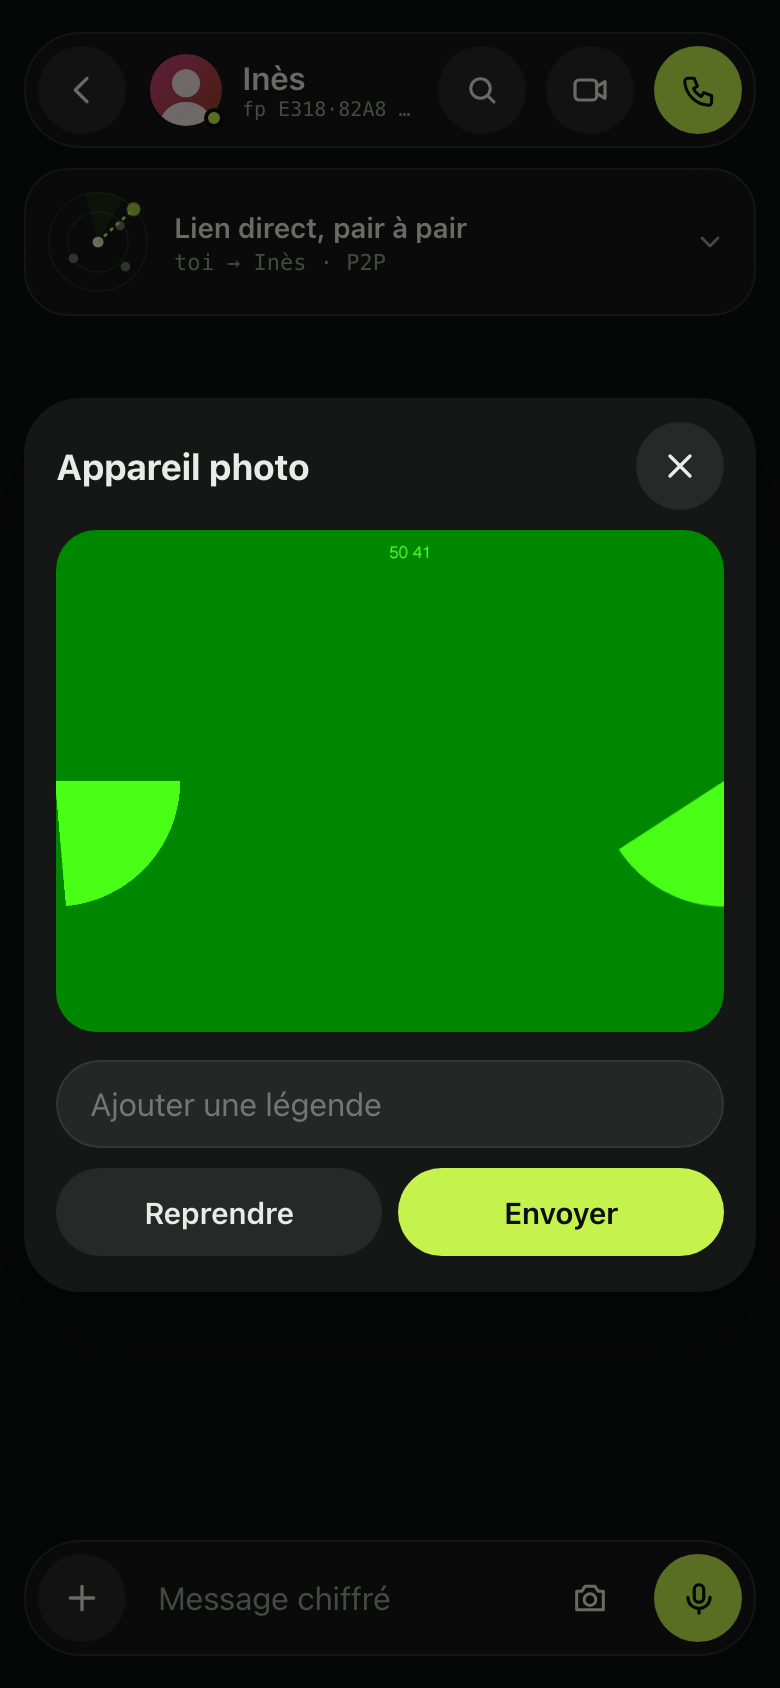 Inès
fp E318·82A8 …
Lien direct, pair à pair
toi → Inès · P2P
Appareil photo
50 41
Ajouter une légende
Reprendre
Envoyer
Message chiffré